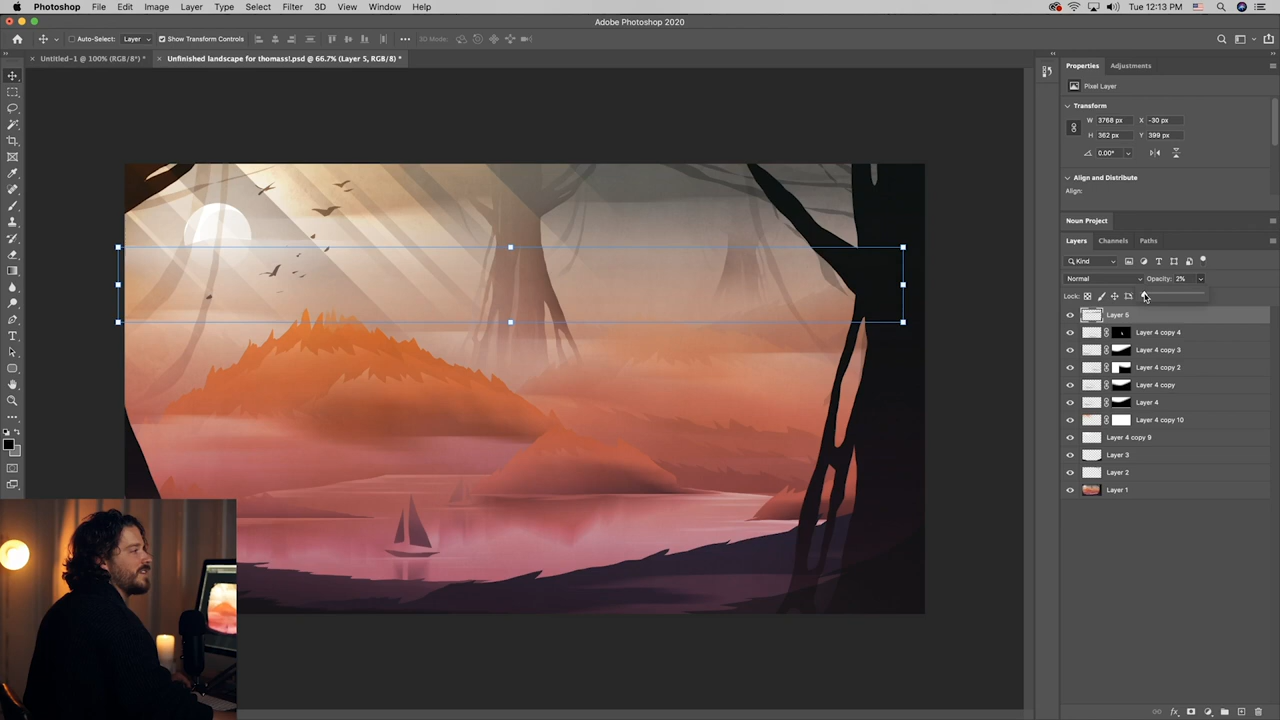 Photoshop File Edit Image Layer Type Select Filter 3D View Window Help Tue 12:13 PM
Adobe Photoshop 2020
Auto-Select: Layer Show Transform Controls 3D Mode:
Untitled-1 @ 100% (RGB/8*) * Unfinished landscape for thomass!.psd @ 66.7% (Layer 5, RGB/8) *
Properties Adjustments
Pixel Layer
Transform
W 3768 px X -30 px
H 362 px Y 399 px
0.00°
Align and Distribute
Align:
Noun Project
Layers Channels Paths
Kind
Normal Opacity: 2%
Lock:
Layer 5
Layer 4 copy 4
Layer 4 copy 3
Layer 4 copy 2
Layer 4 copy
Layer 4
Layer 4 copy 10
Layer 4 copy 9
Layer 3
Layer 2
Layer 1